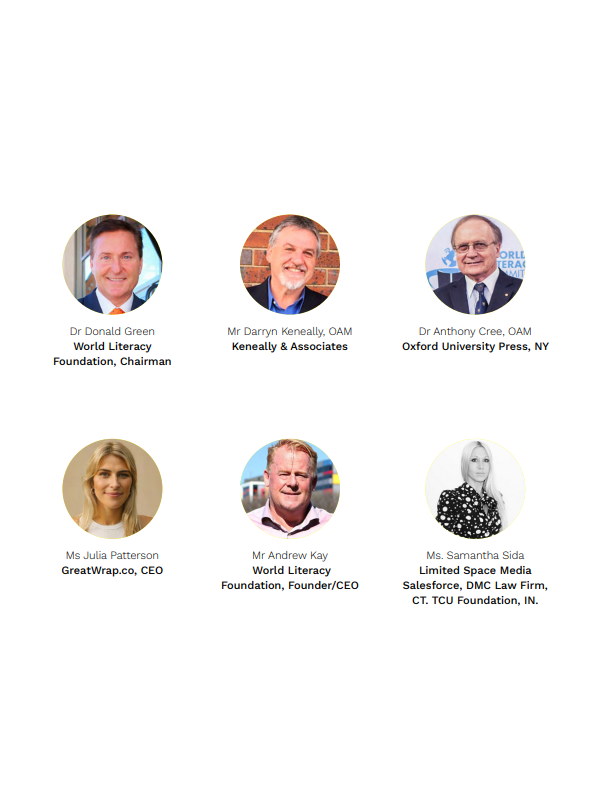 Dr Donald Green
World Literacy
Foundation, Chairman
Mr Darryn Keneally, OAM
Keneally & Associates
Dr Anthony Cree, OAM
Oxford University Press, NY
Ms Julia Patterson
GreatWrap.co, CEO
Mr Andrew Kay
World Literacy
Foundation, Founder/CEO
Ms. Samantha Sida
Limited Space Media
Salesforce, DMC Law Firm,
CT. TCU Foundation, IN.